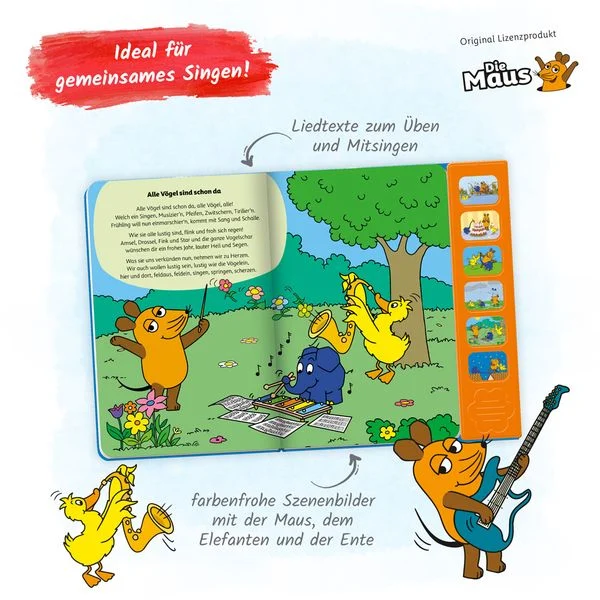 Ideal für
gemeinsames Singen!
Original Lizenzprodukt
Die
Maus
Liedtexte zum Üben
und Mitsingen
Alle Vögel sind schon da
Alle Vögel sind schon da, alle Vögel, alle!
Welch ein Singen, Musizier'n, Pfeifen, Zwitschern, Tirilier'n.
Frühling will nun einmarschier'n, kommt mit Sang und Schalle.
Wie sie alle lustig sind, flink und froh sich regen!
Amsel, Drossel, Fink und Star und die ganze Vogelschar
wünschen dir ein frohes Jahr, lauter Heil und Segen.
Was sie uns verkünden nun, nehmen wir zu Herzen.
Wir auch wollen lustig sein, lustig wie die Vögelein,
hier und dort, feldaus, feldein, singen, springen, scherzen.
farbenfrohe Szenenbilder
mit der Maus, dem
Elefanten und der Ente